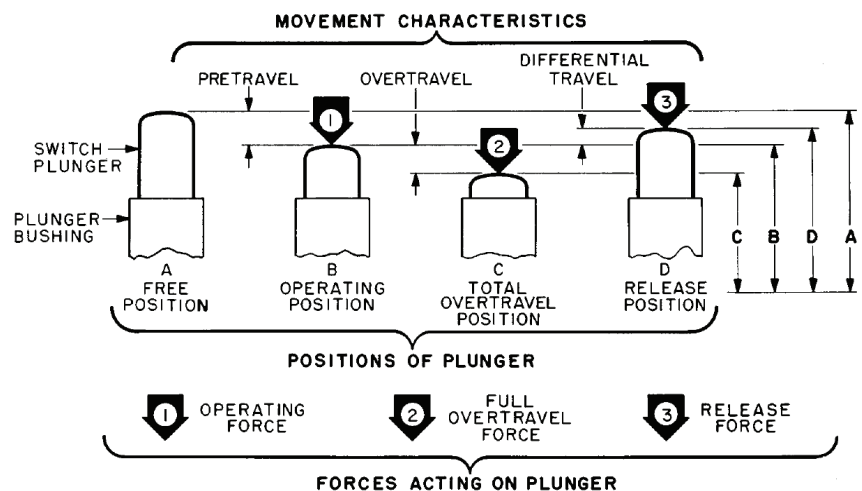 MOVEMENT CHARACTERISTICS
PRETRAVEL
OVERTRAVEL
DIFFERENTIAL
TRAVEL
1
2
3
SWITCH
PLUNGER
PLUNGER
BUSHING
A
FREE
POSITION
B
OPERATING
POSITION
C
TOTAL
OVERTRAVEL
POSITION
D
RELEASE
POSITION
C
B
D
A
POSITIONS OF PLUNGER
1
OPERATING
FORCE
2
FULL
OVERTRAVEL
FORCE
3
RELEASE
FORCE
FORCES ACTING ON PLUNGER